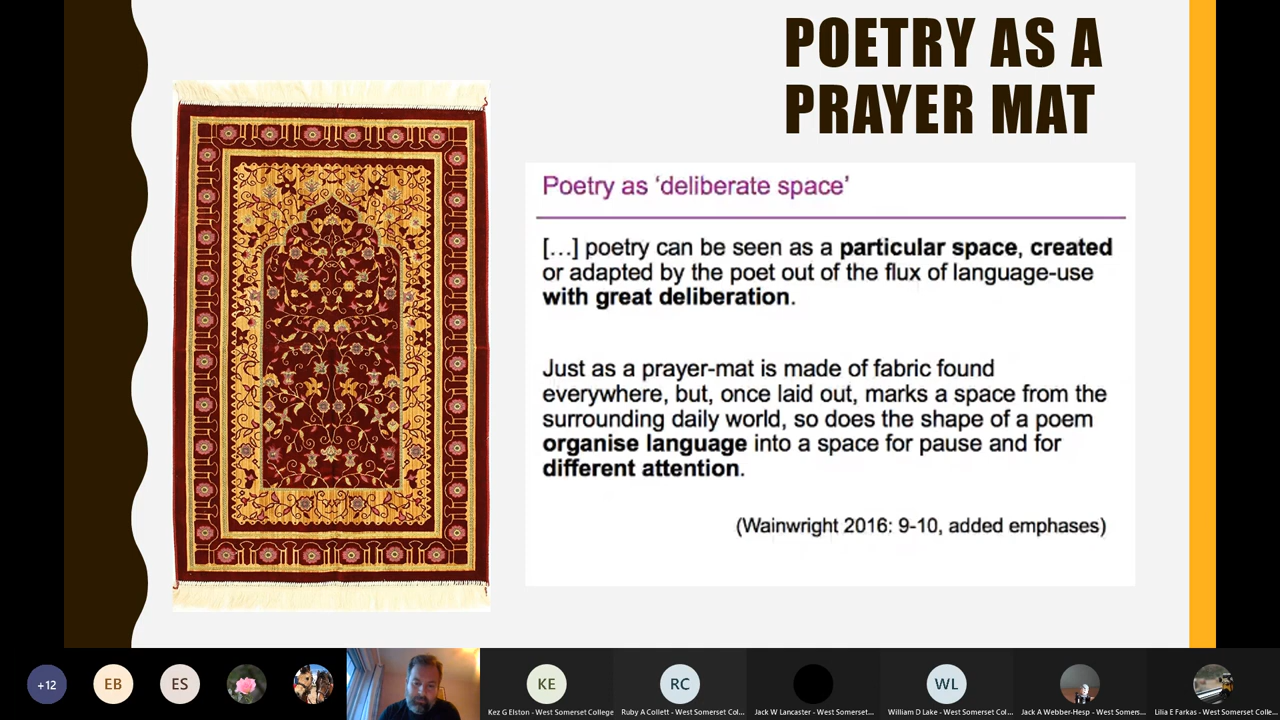 POETRY AS A
PRAYER MAT
Poetry as ‘deliberate space’
[…] poetry can be seen as a particular space, created
or adapted by the poet out of the flux of language-use
with great deliberation.
Just as a prayer-mat is made of fabric found
everywhere, but, once laid out, marks a space from the
surrounding daily world, so does the shape of a poem
organise language into a space for pause and for
different attention.
(Wainwright 2016: 9-10, added emphases)
+12
EB
ES
KE
RC
WL
Kez G Elston - West Somerset College
Ruby A Collett - West Somerset Col...
Jack W Lancaster - West Somerset...
William D Lake - West Somerset Col...
Jack A Webber-Hesp - West Somers...
Lilia E Farkas - West Somerset Colle...